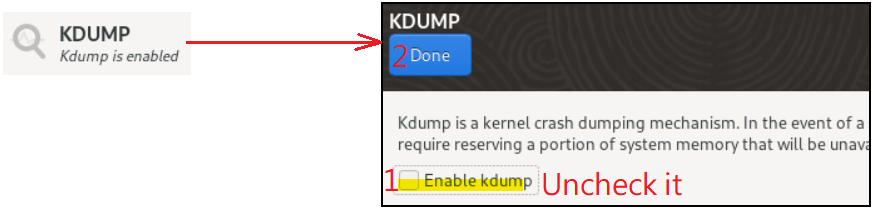 KDUMP
Kdump is enabled
KDUMP
2 Done
Kdump is a kernel crash dumping mechanism. In the event of a
require reserving a portion of system memory that will be unava
1 Enable kdump Uncheck it